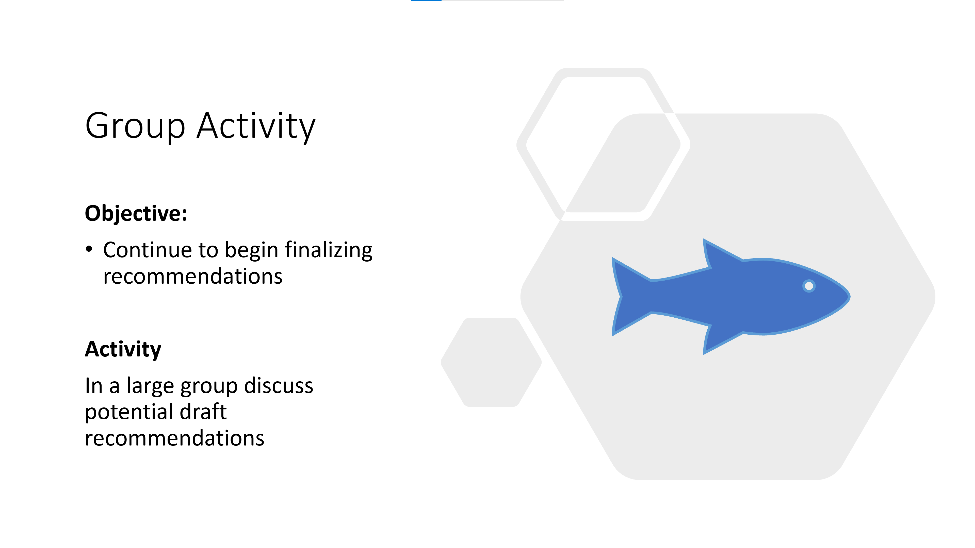 Group Activity
Objective:
• Continue to begin finalizing
recommendations
Activity
In a large group discuss
potential draft
recommendations